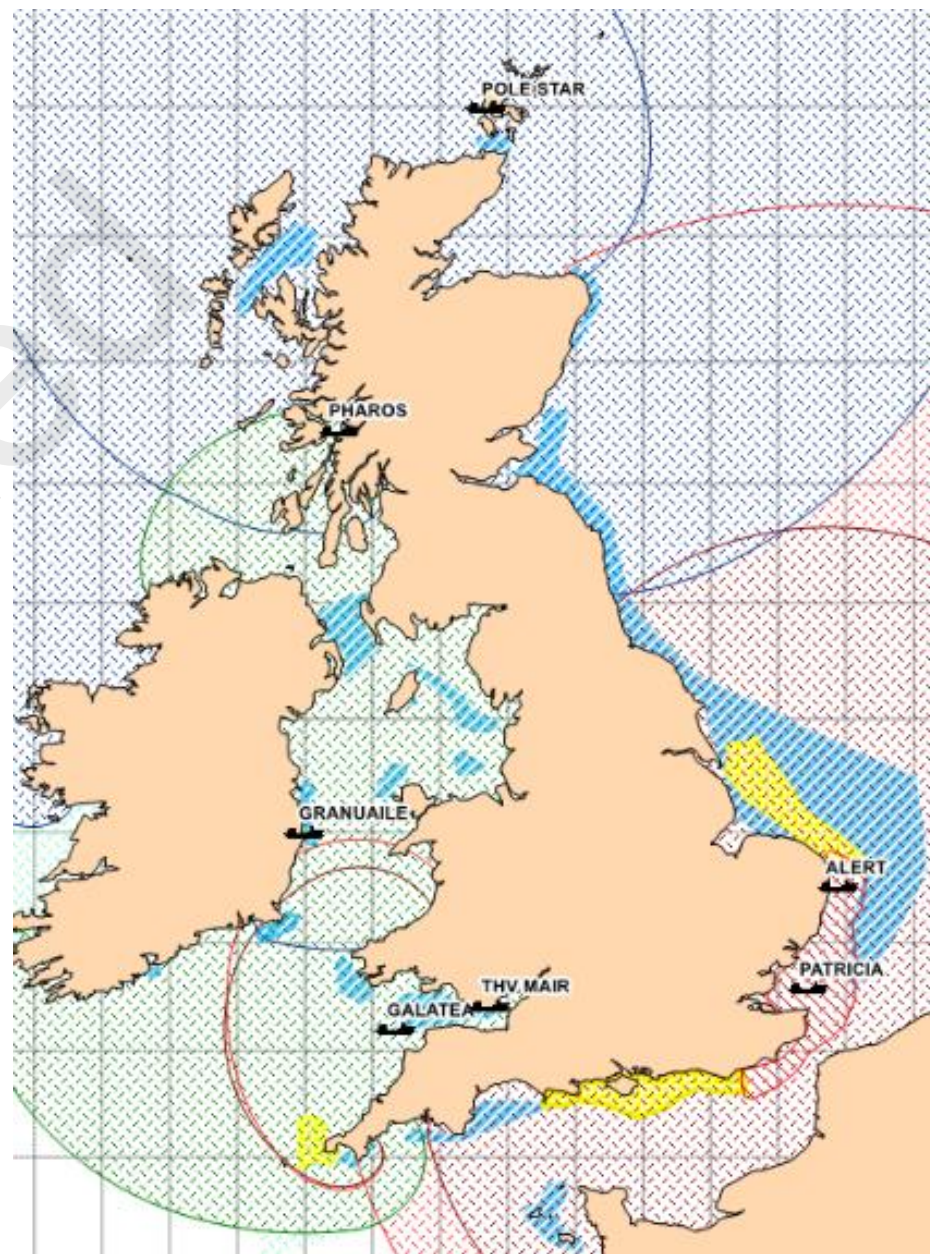 POLE STAR
PHAROS
GRANUAILE
ALERT
PATRICIA
THV MAIR
GALATEA